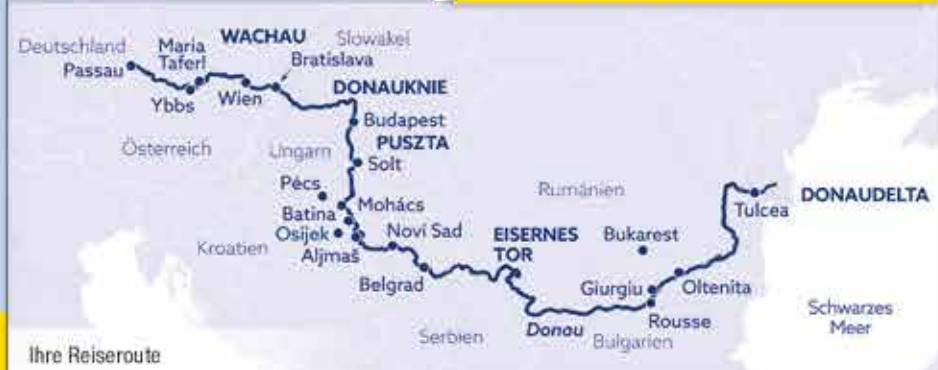 Deutschland
Passau
Maria
Taferl
WACHAU
Slowakei
Bratislava
Ybbs
Wien
DONAUKNIE
Budapest
PUSZTA
Österreich
Ungarn
Solt
Pécs
Mohács
Batina
Osijek
Aljmaš
Kroatien
Novi Sad
Belgrad
Rumänien
EISERNES
TOR
Bukarest
Tulcea
DONAUDELTA
Giurgiu
Oltenita
Rousse
Donau
Serbien
Bulgarien
Schwarzes
Meer
Ihre Reiseroute